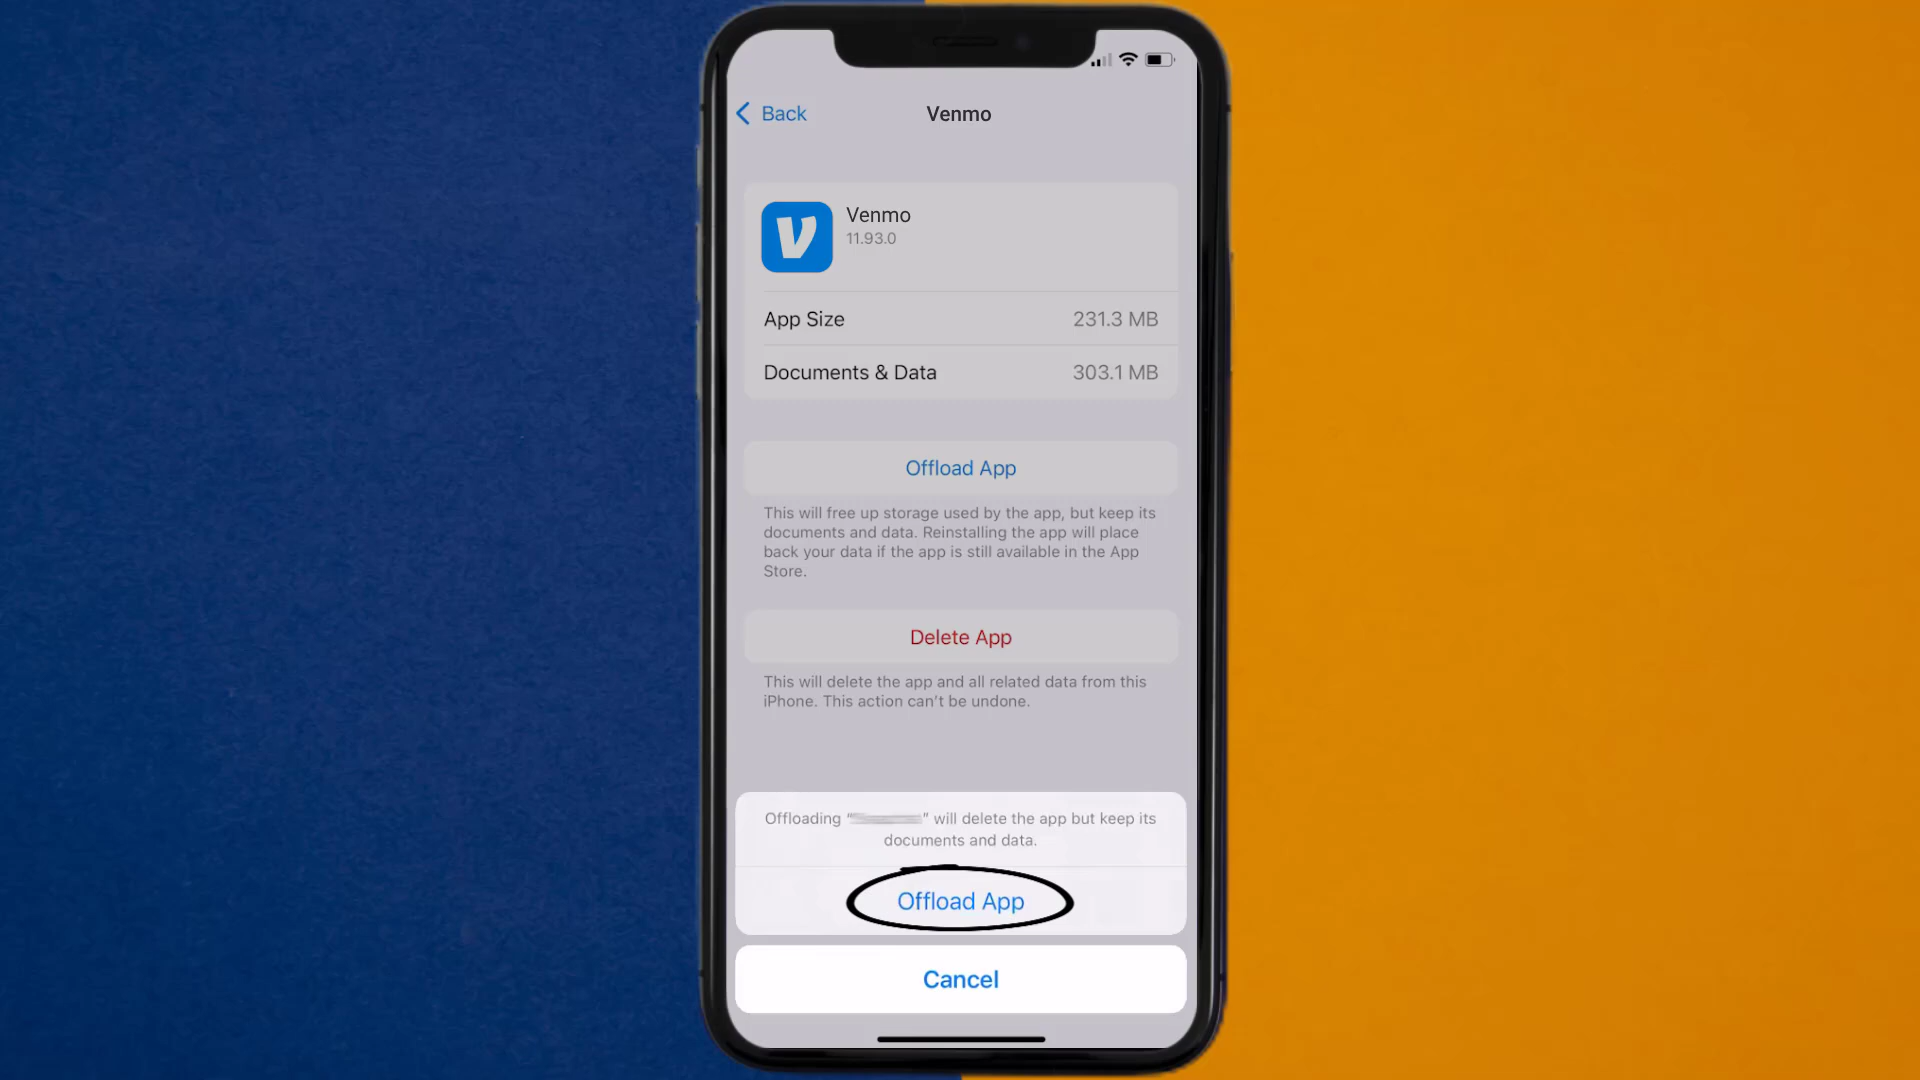 Back
Venmo
Venmo
11.93.0
App Size 231.3 MB
Documents & Data 303.1 MB
Offload App
This will free up storage used by the app, but keep its
documents and data. Reinstalling the app will place
back your data if the app is still available in the App
Store.
Delete App
This will delete the app and all related data from this
iPhone. This action can't be undone.
Offloading "" will delete the app but keep its
documents and data.
Offload App
Cancel